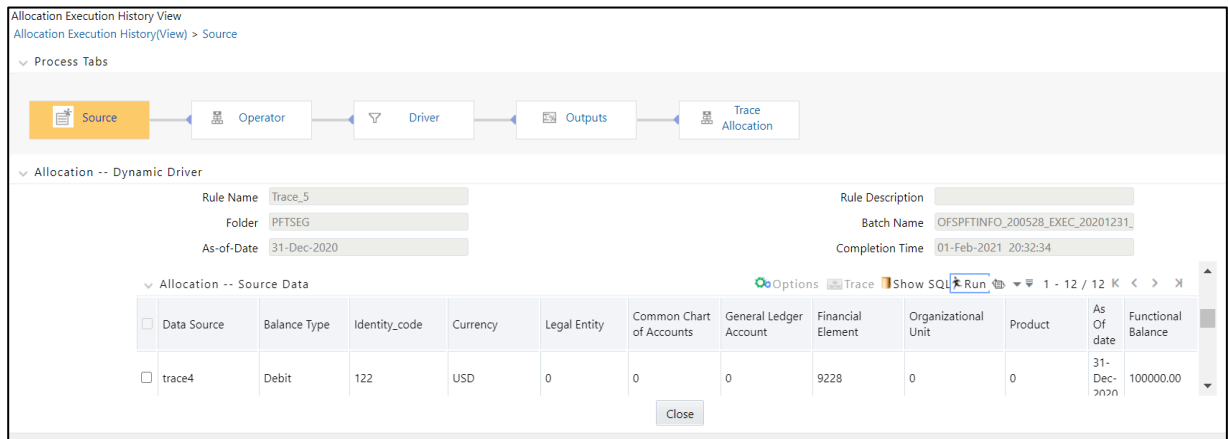 Allocation Execution History View
Allocation Execution History(View) > Source
Process Tabs
Source Operator Driver Outputs Trace Allocation
Allocation -- Dynamic Driver
Rule Name Trace_5 Rule Description
Folder PFTSEG Batch Name OFSPFTINFO_200528_EXEC_20201231_
As-of-Date 31-Dec-2020 Completion Time 01-Feb-2021 20:32:34
Allocation -- Source Data Options Trace Show SQL Run 1 - 12 / 12
Data Source Balance Type Identity_code Currency Legal Entity Common Chart of Accounts General Ledger Account Financial Element Organizational Unit Product As Of date Functional Balance
trace4 Debit 122 USD 0 0 0 9228 0 0 31-Dec-2020 100000.00
Close